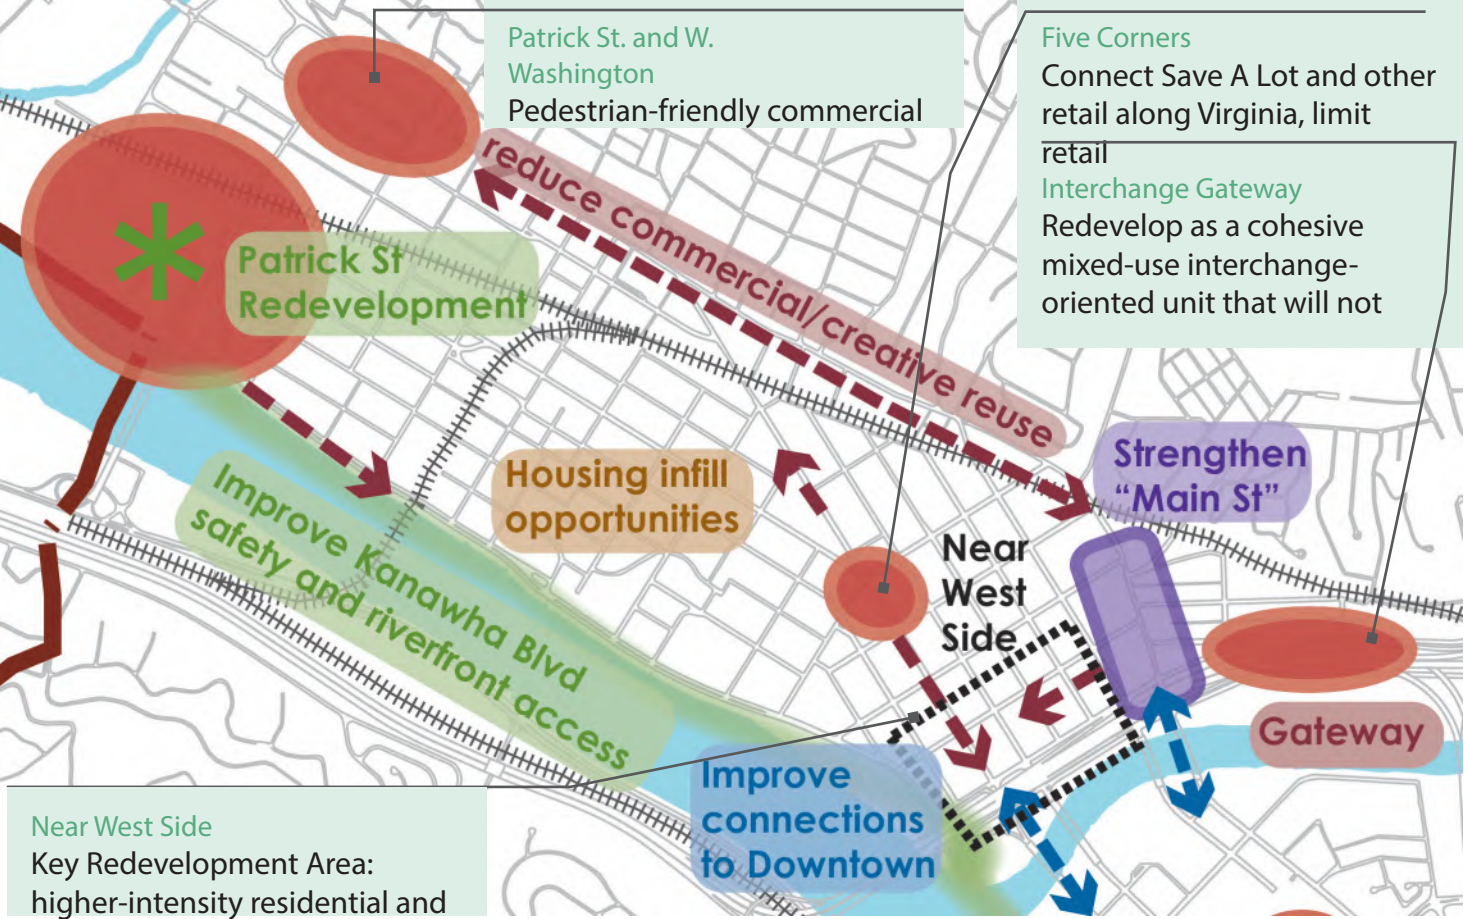 Patrick St. and W.
Washington
Pedestrian-friendly commercial
Five Corners
Connect Save A Lot and other
retail along Virginia, limit
retail
Interchange Gateway
Redevelop as a cohesive
mixed-use interchange-
oriented unit that will not
reduce commercial/creative reuse
Patrick St
Redevelopment
Strengthen
“Main St”
Housing infill
opportunities
Improve Kanawha Blvd
safety and riverfront access
Near
West
Side
Gateway
Improve
connections
to Downtown
Near West Side
Key Redevelopment Area:
higher-intensity residential and